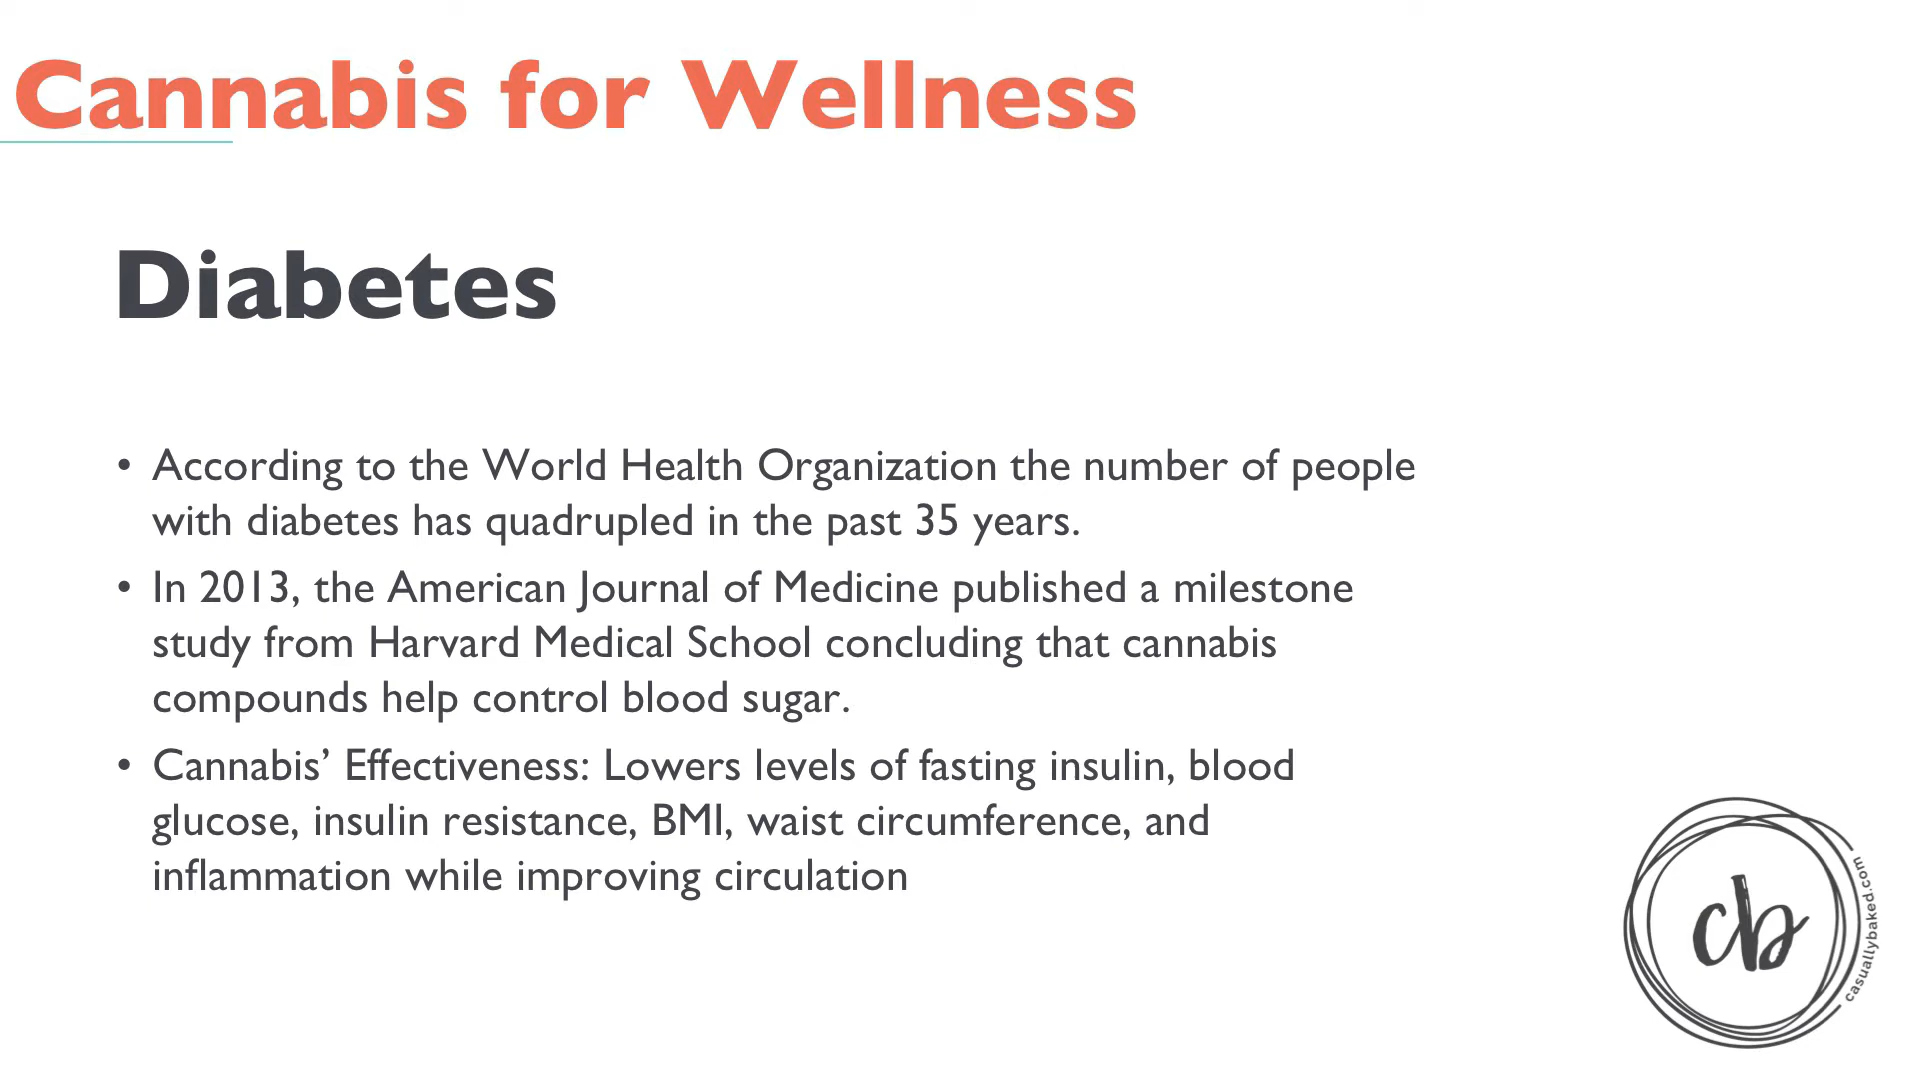 Cannabis for Wellness
Diabetes
• According to the World Health Organization the number of people
with diabetes has quadrupled in the past 35 years.
• In 2013, the American Journal of Medicine published a milestone
study from Harvard Medical School concluding that cannabis
compounds help control blood sugar.
• Cannabis’ Effectiveness: Lowers levels of fasting insulin, blood
glucose, insulin resistance, BMI, waist circumference, and
inflammation while improving circulation
cb
casuallybaked.com